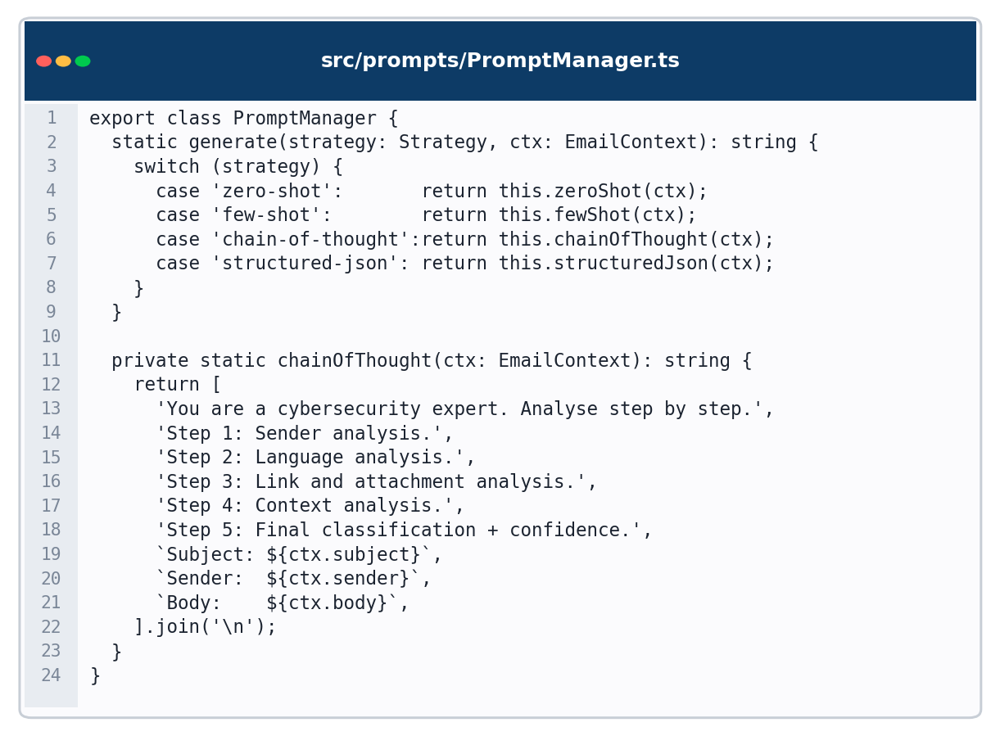 src/prompts/PromptManager.ts
1 export class PromptManager {
2   static generate(strategy: Strategy, ctx: EmailContext): string {
3     switch (strategy) {
4       case 'zero-shot':       return this.zeroShot(ctx);
5       case 'few-shot':        return this.fewShot(ctx);
6       case 'chain-of-thought':return this.chainOfThought(ctx);
7       case 'structured-json': return this.structuredJson(ctx);
8     }
9   }
10
11   private static chainOfThought(ctx: EmailContext): string {
12     return [
13       'You are a cybersecurity expert. Analyse step by step.',
14       'Step 1: Sender analysis.',
15       'Step 2: Language analysis.',
16       'Step 3: Link and attachment analysis.',
17       'Step 4: Context analysis.',
18       'Step 5: Final classification + confidence.',
19       `Subject: ${ctx.subject}`,
20       `Sender:  ${ctx.sender}`,
21       `Body:    ${ctx.body}`,
22     ].join('\n');
23   }
24 }